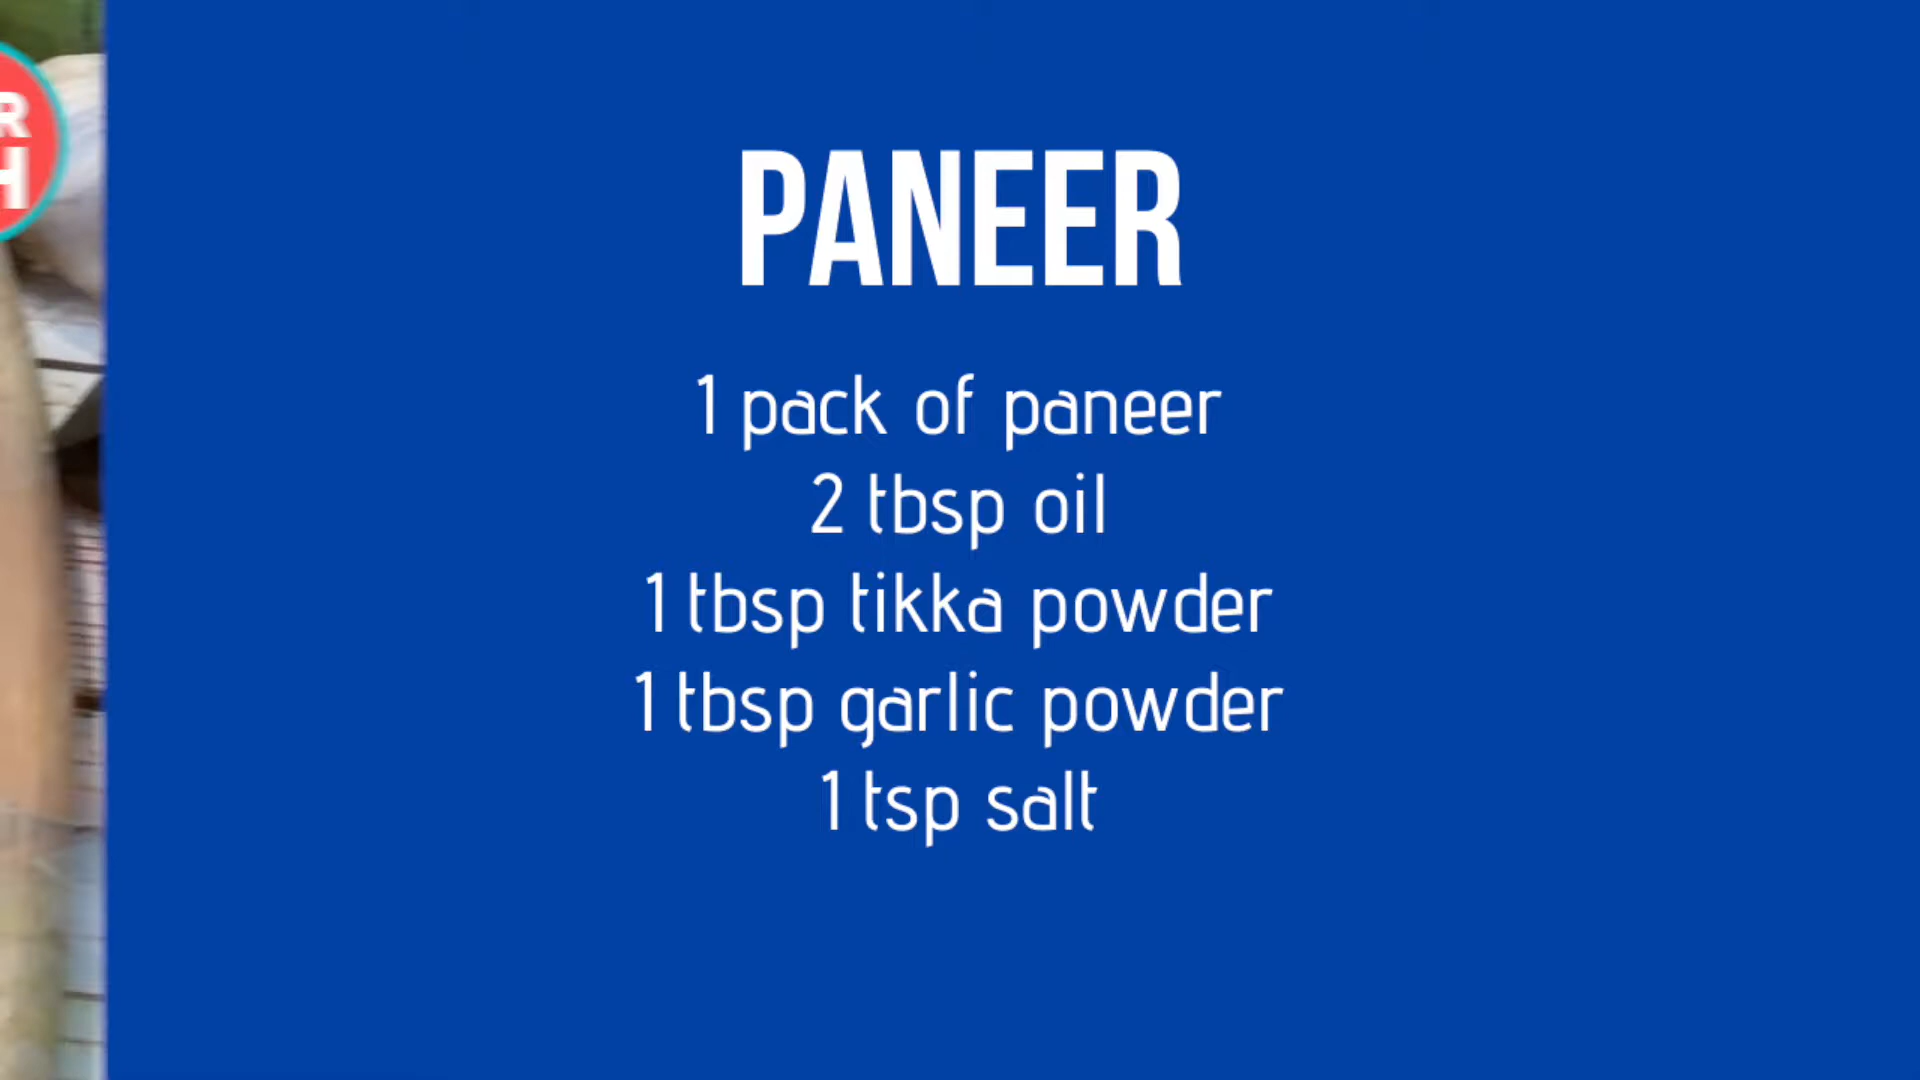 R
H
PANEER
1 pack of paneer
2 tbsp oil
1 tbsp tikka powder
1 tbsp garlic powder
1 tsp salt